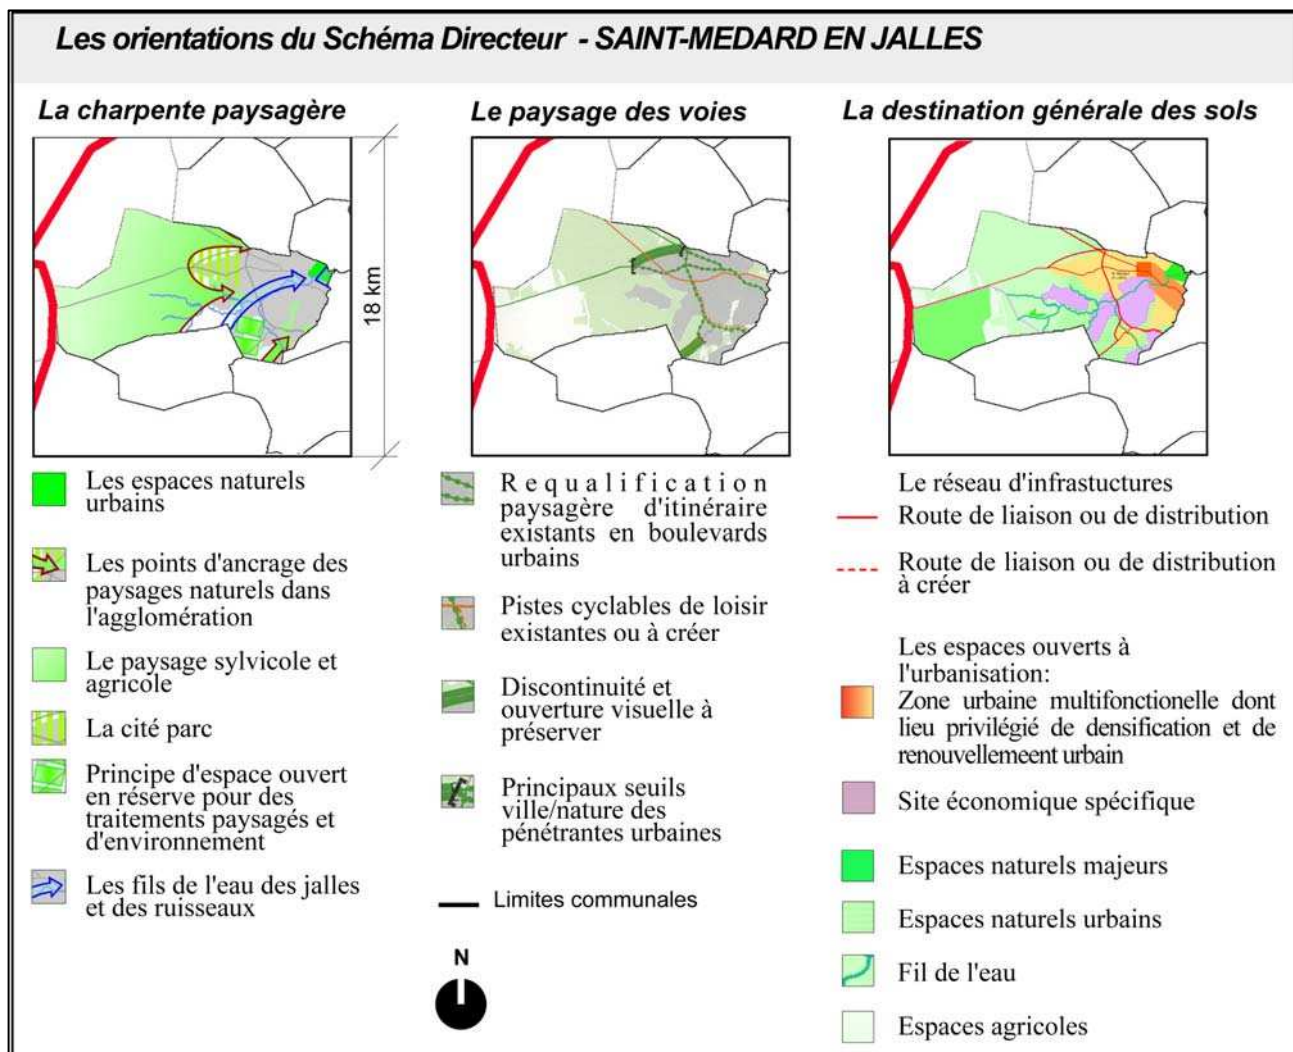 Les orientations du Schéma Directeur - SAINT-MEDARD EN JALLES
La charpente paysagère
18 km
Les espaces naturels
urbains
Les points d'ancrage des
paysages naturels dans
l'agglomération
Le paysage sylvicole et
agricole
La cité parc
Principe d'espace ouvert
en réserve pour des
traitements paysagés et
d'environnement
Les fils de l'eau des jalles
et des ruisseaux
Le paysage des voies
Requalification
paysagère d'itinéraire
existants en boulevards
urbains
Pistes cyclables de loisir
existantes ou à créer
Discontinuité et
ouverture visuelle à
préserver
Principaux seuils
ville/nature des
pénétrantes urbaines
Limites communales
N
La destination générale des sols
Le réseau d'infrastuctures
Route de liaison ou de distribution
Route de liaison ou de distribution
à créer
Les espaces ouverts à
l'urbanisation:
Zone urbaine multifonctionelle dont
lieu privilégié de densification et de
renouvellemeent urbain
Site économique spécifique
Espaces naturels majeurs
Espaces naturels urbains
Fil de l'eau
Espaces agricoles